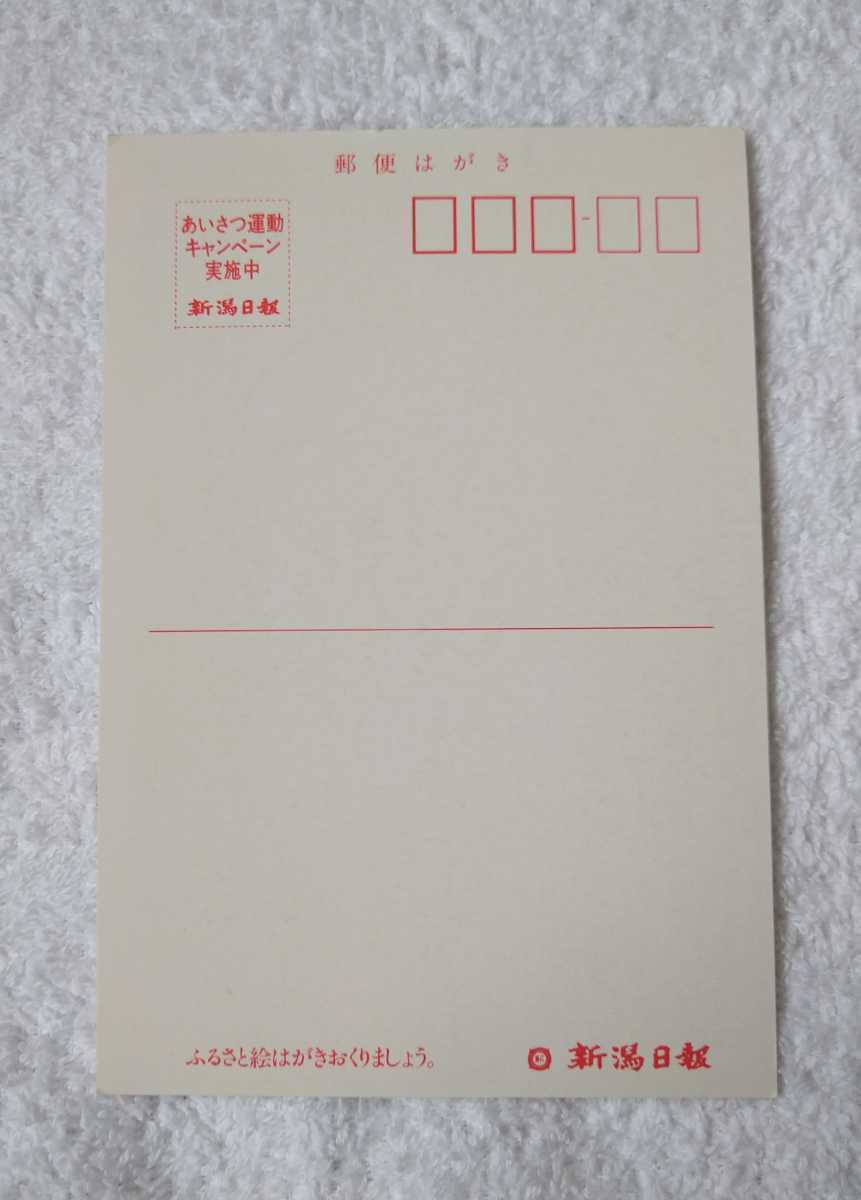 郵便はがき
あいさつ運動
キャンペーン
実施中
新潟日報
-
ふるさと絵はがきおくりましょう。
新潟日報